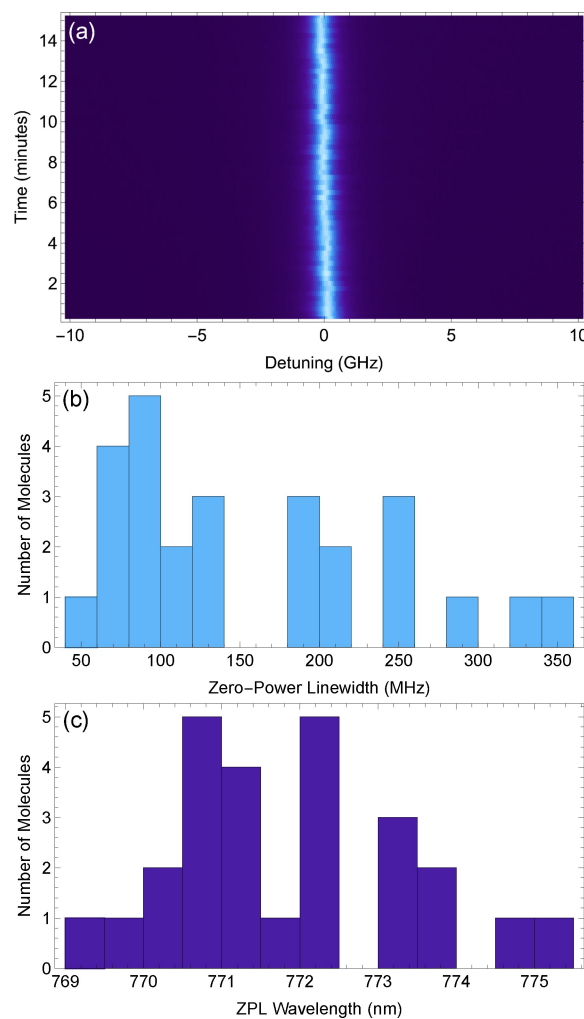 (a)
14
12
10
8
6
4
2
Time (minutes)
−10 −5 0 5 10
Detuning (GHz)
(b)
5
4
3
2
1
0
Number of Molecules
50 100 150 200 250 300 350
Zero−Power Linewidth (MHz)
(c)
5
4
3
2
1
0
Number of Molecules
769 770 771 772 773 774 775
ZPL Wavelength (nm)